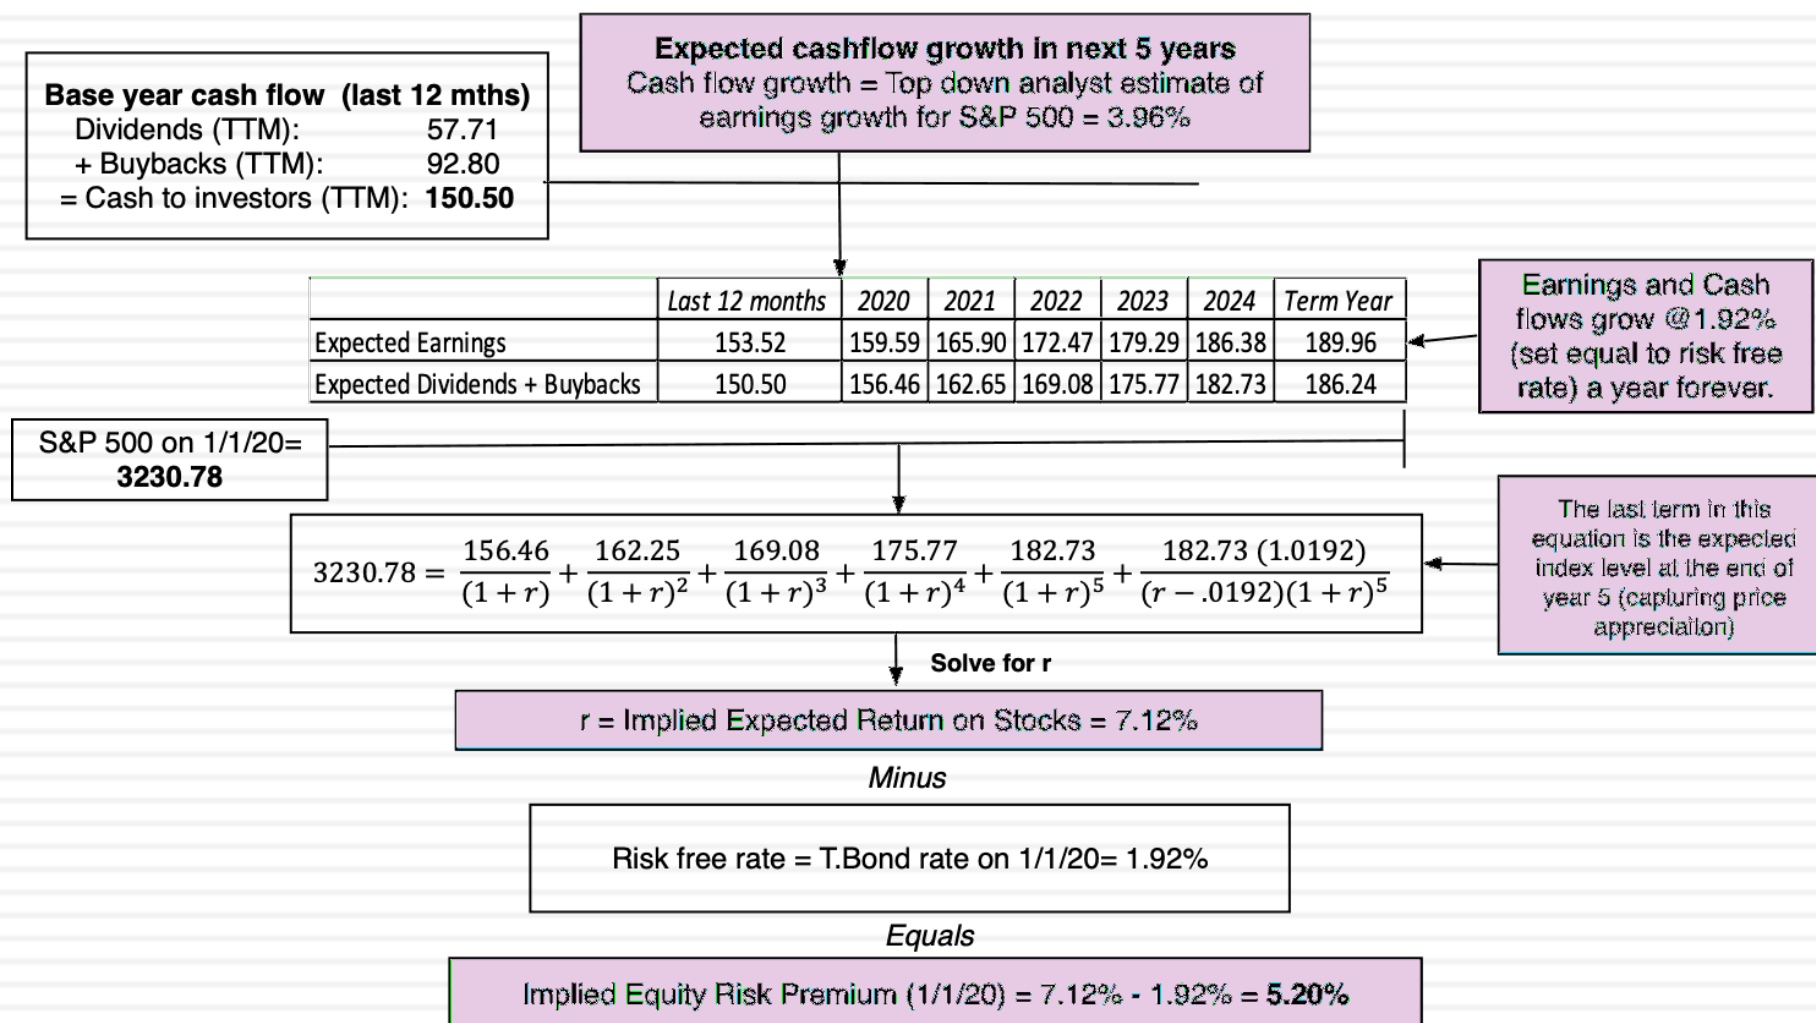 Expected cashflow growth in next 5 years
Cash flow growth = Top down analyst estimate of
earnings growth for S&P 500 = 3.96%
Base year cash flow (last 12 mths)
Dividends (TTM): 57.71
+ Buybacks (TTM): 92.80
= Cash to investors (TTM): 150.50
Last 12 months 2020 2021 2022 2023 2024 Term Year
Expected Earnings 153.52 159.59 165.90 172.47 179.29 186.38 189.96
Expected Dividends + Buybacks 150.50 156.46 162.65 169.08 175.77 182.73 186.24
Earnings and Cash
flows grow @1.92%
(set equal to risk free
rate) a year forever.
S&P 500 on 1/1/20=
3230.78
3230.78 = 156.46/(1 + r) + 162.25/(1 + r)² + 169.08/(1 + r)³ + 175.77/(1 + r)⁴ + 182.73/(1 + r)⁵ + 182.73 (1.0192)/(r − .0192)(1 + r)⁵
The last term in this
equation is the expected
index level at the end of
year 5 (capturing price
appreciation)
Solve for r
r = Implied Expected Return on Stocks = 7.12%
Minus
Risk free rate = T.Bond rate on 1/1/20= 1.92%
Equals
Implied Equity Risk Premium (1/1/20) = 7.12% - 1.92% = 5.20%